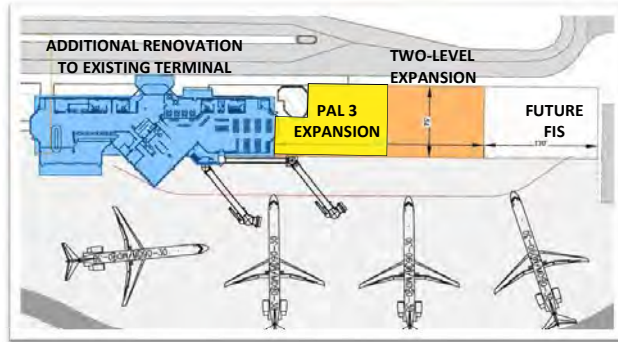 ADDITIONAL RENOVATION
TO EXISTING TERMINAL
TWO-LEVEL
EXPANSION
PAL 3
EXPANSION
FUTURE
FIS